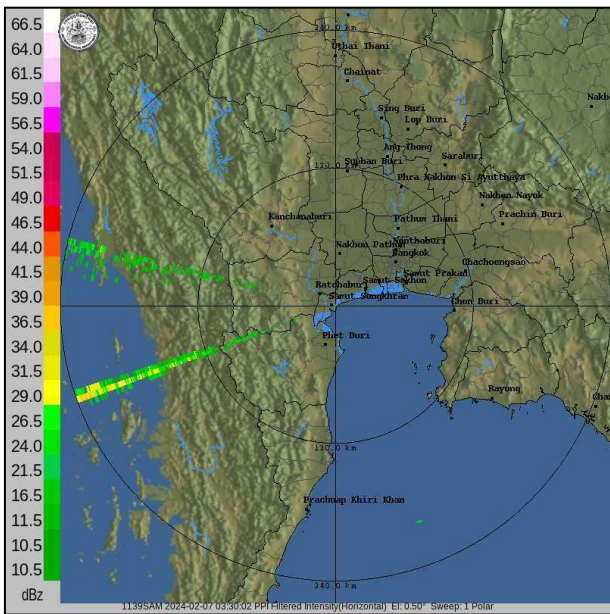 66.5
64.0
61.5
59.0
56.5
54.0
51.5
49.0
46.5
44.0
41.5
39.0
36.5
34.0
31.5
29.0
26.5
24.0
21.5
16.5
11.5
10.5
dBz
240.0 km
Uthai Thani
Chainat
Sing Buri
Lop Buri
Ang Thong
120.0 km
Suphan Buri
Saraburi
Phra Nakhon Si Ayutthaya
Nakhon Nayok
Kanchanaburi
Pathum Thani
Prachin Buri
Nonthaburi
Nakhon Pathom
Bangkok
Chachoengsao
Samut Prakan
Ratchaburi
Samut Sakhon
Samut Songkhram
Chon Buri
Phet Buri
Rayong
Chan
120.0 km
Prachuap Khiri Khan
240.0 km
1139SAM 2024-02-07 03:30:02 PPI Filtered Intensity(Horizontal) El: 0.50° Sweep: 1 Polar